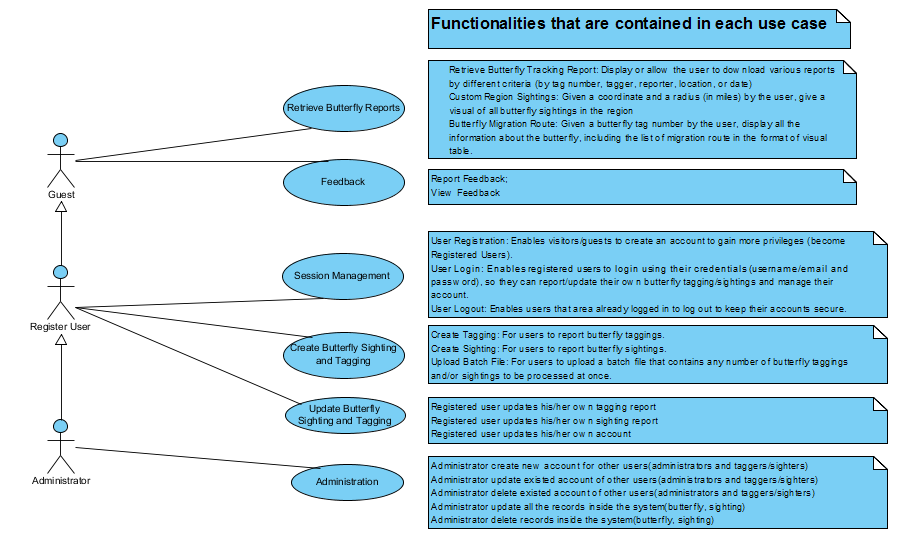 Functionalities that are contained in each use case
Retrieve Butterfly Tracking Report: Display or allow the user to download various reports
by different criteria (by tag number, tagger, reporter, location, or date)
Custom Region Sightings: Given a coordinate and a radius (in miles) by the user, give a
visual of all butterfly sightings in the region
Butterfly Migration Route: Given a butterfly tag number by the user, display all the
information about the butterfly, including the list of migration route in the format of visual
table.
Retrieve Butterfly Reports
Guest
Feedback
Report Feedback;
View Feedback
Session Management
User Registration: Enables visitors/guests to create an account to gain more privileges (become
Registered Users).
User Login: Enables registered users to login using their credentials (username/email and
password), so they can report/update their own butterfly tagging/sightings and manage their
account.
User Logout: Enables users that area already logged in to log out to keep their accounts secure.
Register User
Create Butterfly Sighting
and Tagging
Create Tagging: For users to report butterfly taggings.
Create Sighting: For users to report butterfly sightings.
Upload Batch File: For users to upload a batch file that contains any number of butterfly taggings
and/or sightings to be processed at once.
Update Butterfly
Sighting and Tagging
Registered user updates his/her own tagging report
Registered user updates his/her own sighting report
Registered user updates his/her own account
Administrator
Administration
Administrator create new account for other users(administrators and taggers/sighters)
Administrator update existed account of other users(administrators and taggers/sighters)
Administrator delete existed account of other users(administrators and taggers/sighters)
Administrator update all the records inside the system(butterfly, sighting)
Administrator delete records inside the system(butterfly, sighting)